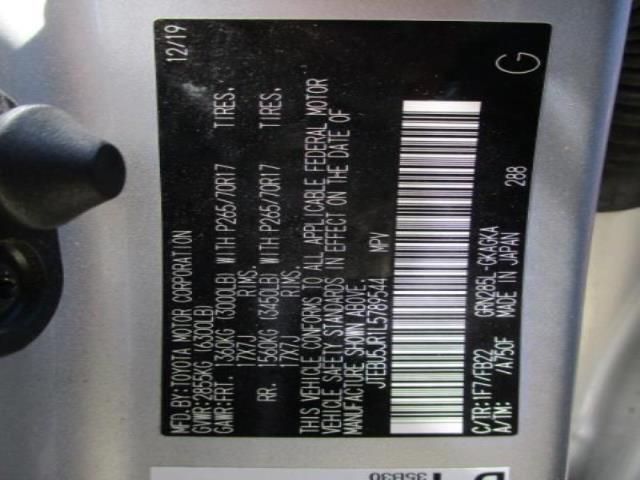 MFD.BY:TOYOTA MOTOR CORPORATION 12/19
GVWR:2855KG (6300LB)
GAWR:FRT. 1360KG (3000LB) WITH P265/70R17 TIRES.
17X7J RIMS.
RR. 1560KG (3450LB) WITH P265/70R17 TIRES.
17X7J RIMS.
THIS VEHICLE CONFORMS TO ALL APPLICABLE FEDERAL MOTOR
VEHICLE SAFETY STANDARDS IN EFFECT ON THE DATE OF
MANUFACTURE SHOWN ABOVE.
JTEBU5JR1L5789544 MPV
C/TR:1F7/FB22 GRN285L-GKAGKA
A/TM: /A750F MADE IN JAPAN 288
G
35B30